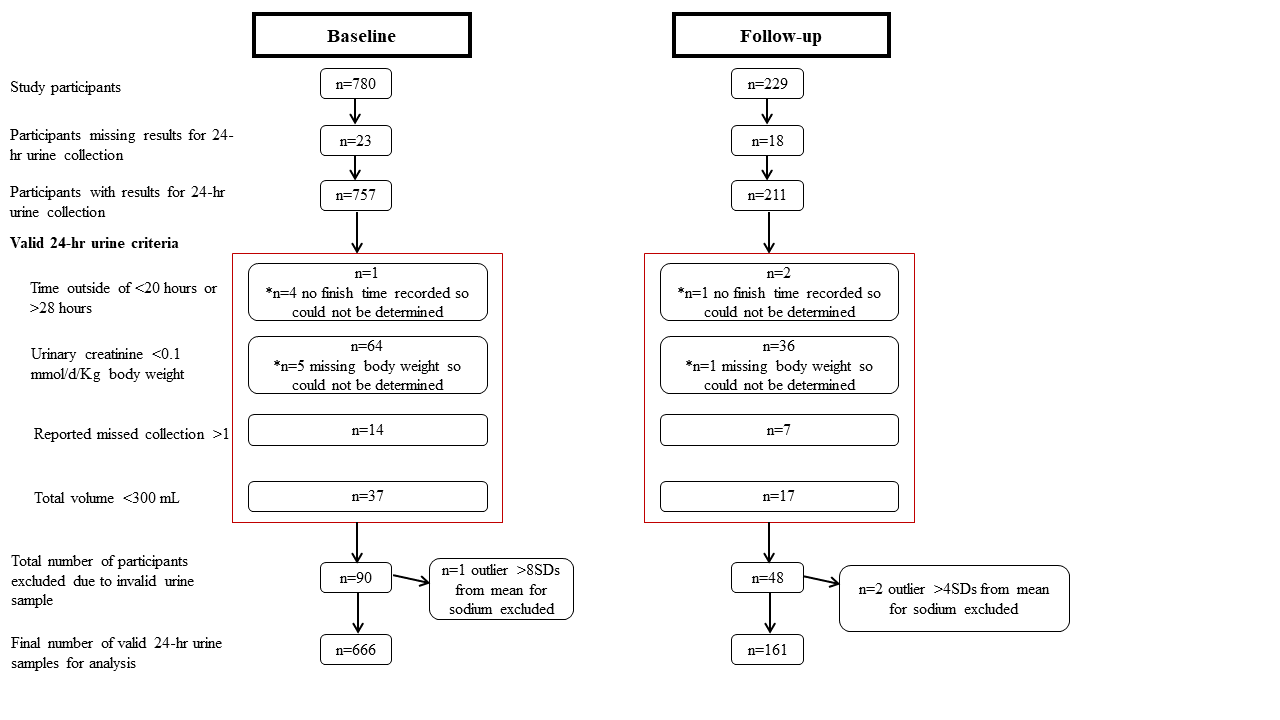 Baseline
Follow-up
Study participants
n=780
n=229
Participants missing results for 24-
hr urine collection
n=23
n=18
Participants with results for 24-hr
urine collection
n=757
n=211
Valid 24-hr urine criteria
Time outside of <20 hours or
>28 hours
n=1
*n=4 no finish time recorded so
could not be determined
n=2
*n=1 no finish time recorded so
could not be determined
Urinary creatinine <0.1
mmol/d/Kg body weight
n=64
*n=5 missing body weight so
could not be determined
n=36
*n=1 missing body weight so
could not be determined
Reported missed collection >1
n=14
n=7
Total volume <300 mL
n=37
n=17
Total number of participants
excluded due to invalid urine
sample
n=90
n=1 outlier >8SDs
from mean for
sodium excluded
n=48
n=2 outlier >4SDs from mean
for sodium excluded
Final number of valid 24-hr urine
samples for analysis
n=666
n=161